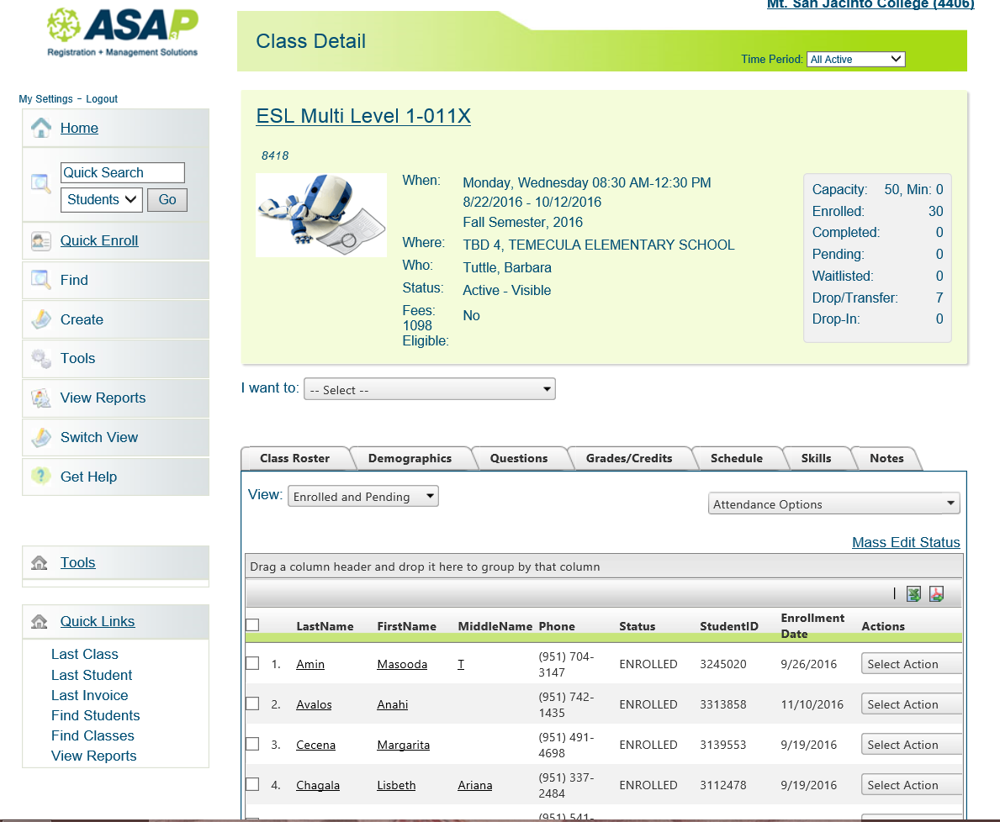 Mt. San Jacinto College (4406)
ASAP
3
Registration + Management Solutions
Class Detail
Time Period: All Active
My Settings - Logout
Home
Quick Search
Students Go
Quick Enroll
Find
Create
Tools
View Reports
Switch View
Get Help
Tools
Quick Links
Last Class
Last Student
Last Invoice
Find Students
Find Classes
View Reports
ESL Multi Level 1-011X
8418
When: Monday, Wednesday 08:30 AM-12:30 PM
8/22/2016 - 10/12/2016
Fall Semester, 2016
Where: TBD 4, TEMECULA ELEMENTARY SCHOOL
Who: Tuttle, Barbara
Status: Active - Visible
Fees:
1098 No
Eligible:
Capacity: 50, Min: 0
Enrolled: 30
Completed: 0
Pending: 0
Waitlisted: 0
Drop/Transfer: 7
Drop-In: 0
I want to: -- Select --
Class Roster Demographics Questions Grades/Credits Schedule Skills Notes
View: Enrolled and Pending
Attendance Options
Mass Edit Status
Drag a column header and drop it here to group by that column
|
LastName FirstName MiddleName Phone Status StudentID Enrollment Date Actions
1. Amin Masooda T (951) 704-3147 ENROLLED 3245020 9/26/2016 Select Action
2. Avalos Anahi (951) 742-1435 ENROLLED 3313858 11/10/2016 Select Action
3. Cecena Margarita (951) 491-4698 ENROLLED 3139553 9/19/2016 Select Action
4. Chagala Lisbeth Ariana (951) 337-2484 ENROLLED 3112478 9/19/2016 Select Action
(951) 541-